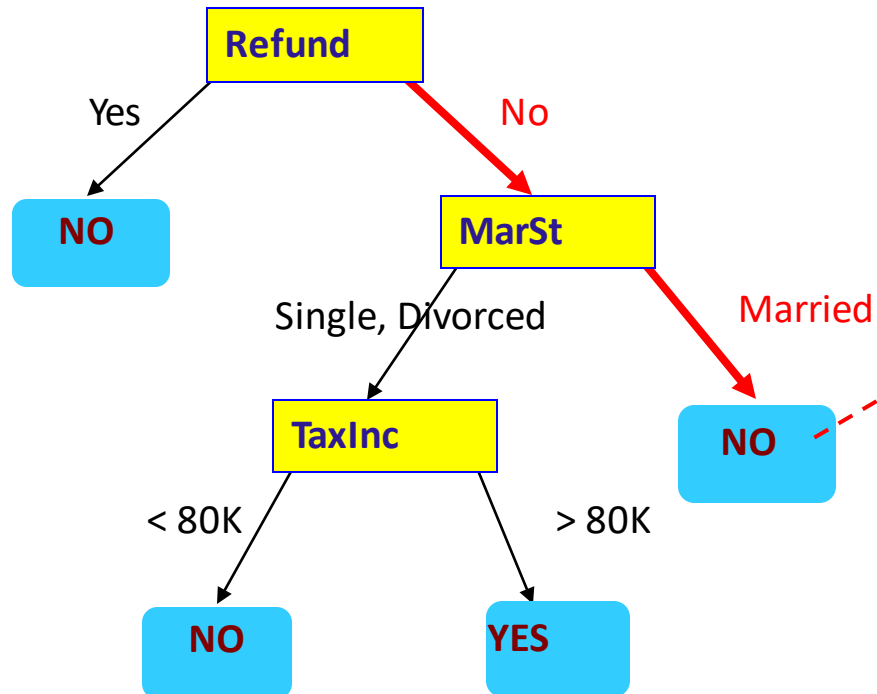 Refund
Yes
No
NO
MarSt
Single, Divorced
Married
TaxInc
NO
< 80K
> 80K
NO
YES